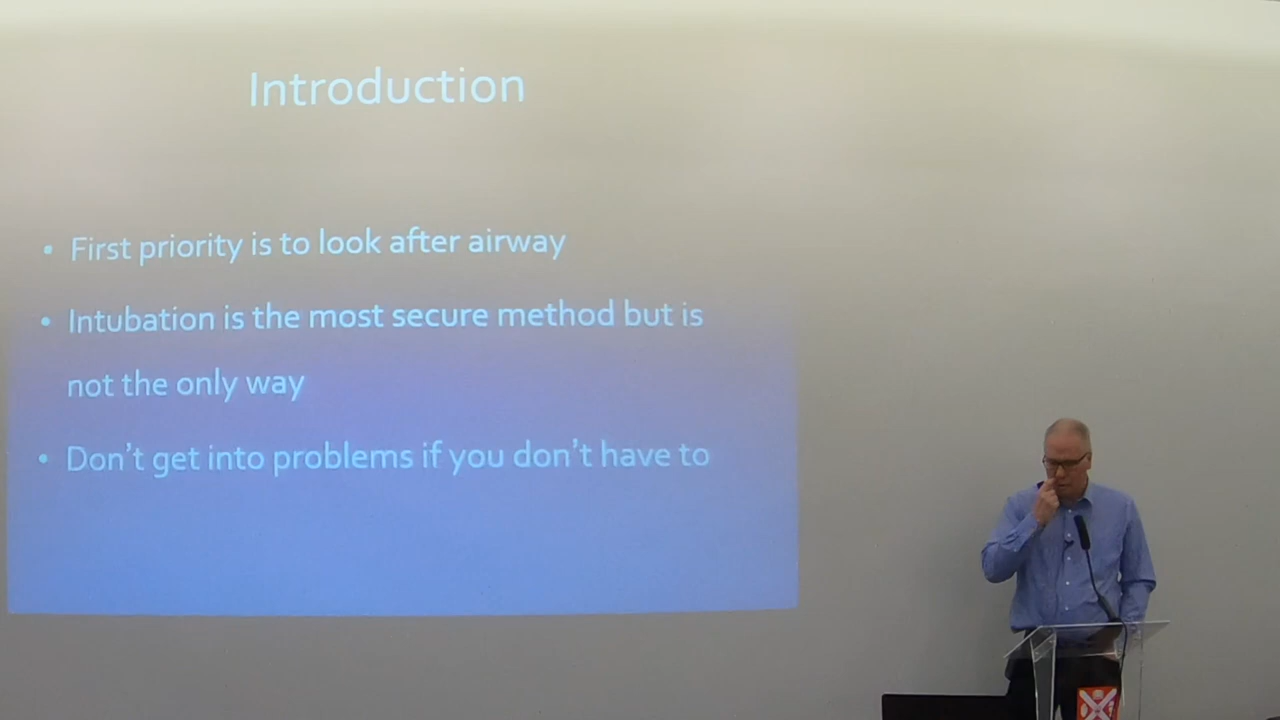 Introduction
• First priority is to look after airway
• Intubation is the most secure method but is
not the only way
• Don't get into problems if you don't have to